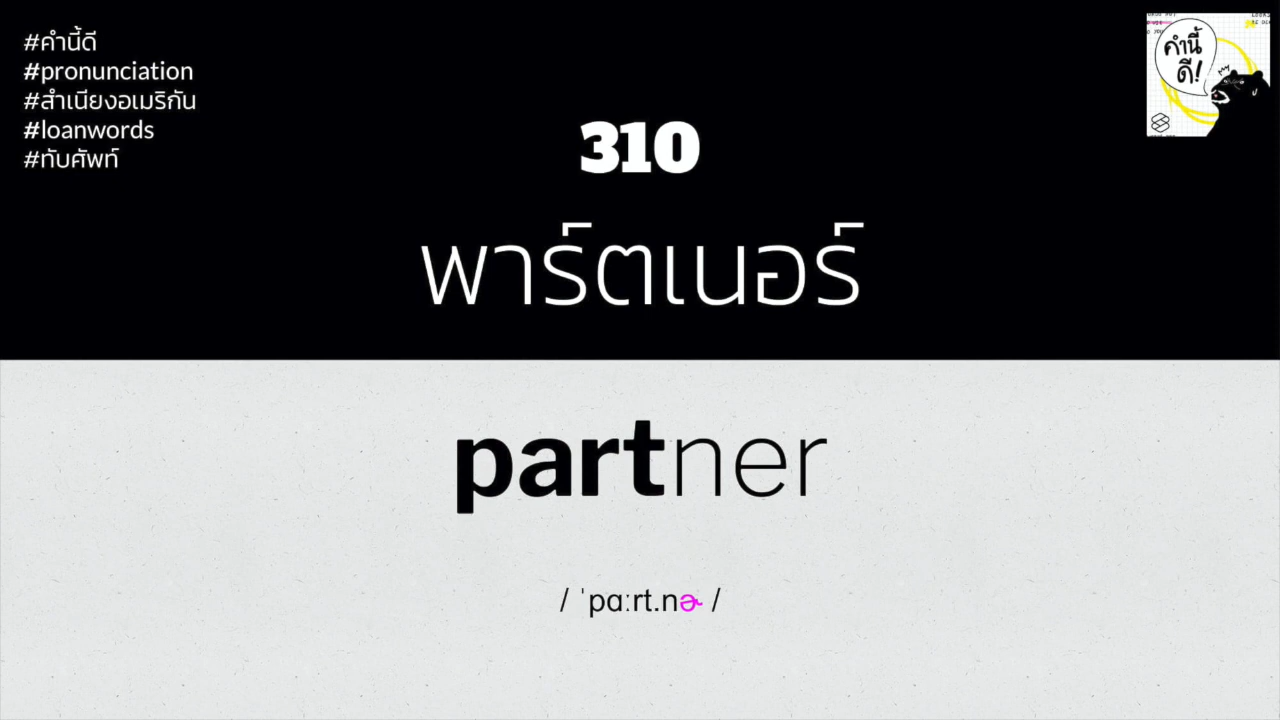 #คำนี้ดี
#pronunciation
#สำเนียงอเมริกัน
#loanwords
#ทับศัพท์
คำนี้
ดี!
310
พาร์ตเนอร์
partner
/ ˈpɑːrt.nɚ /